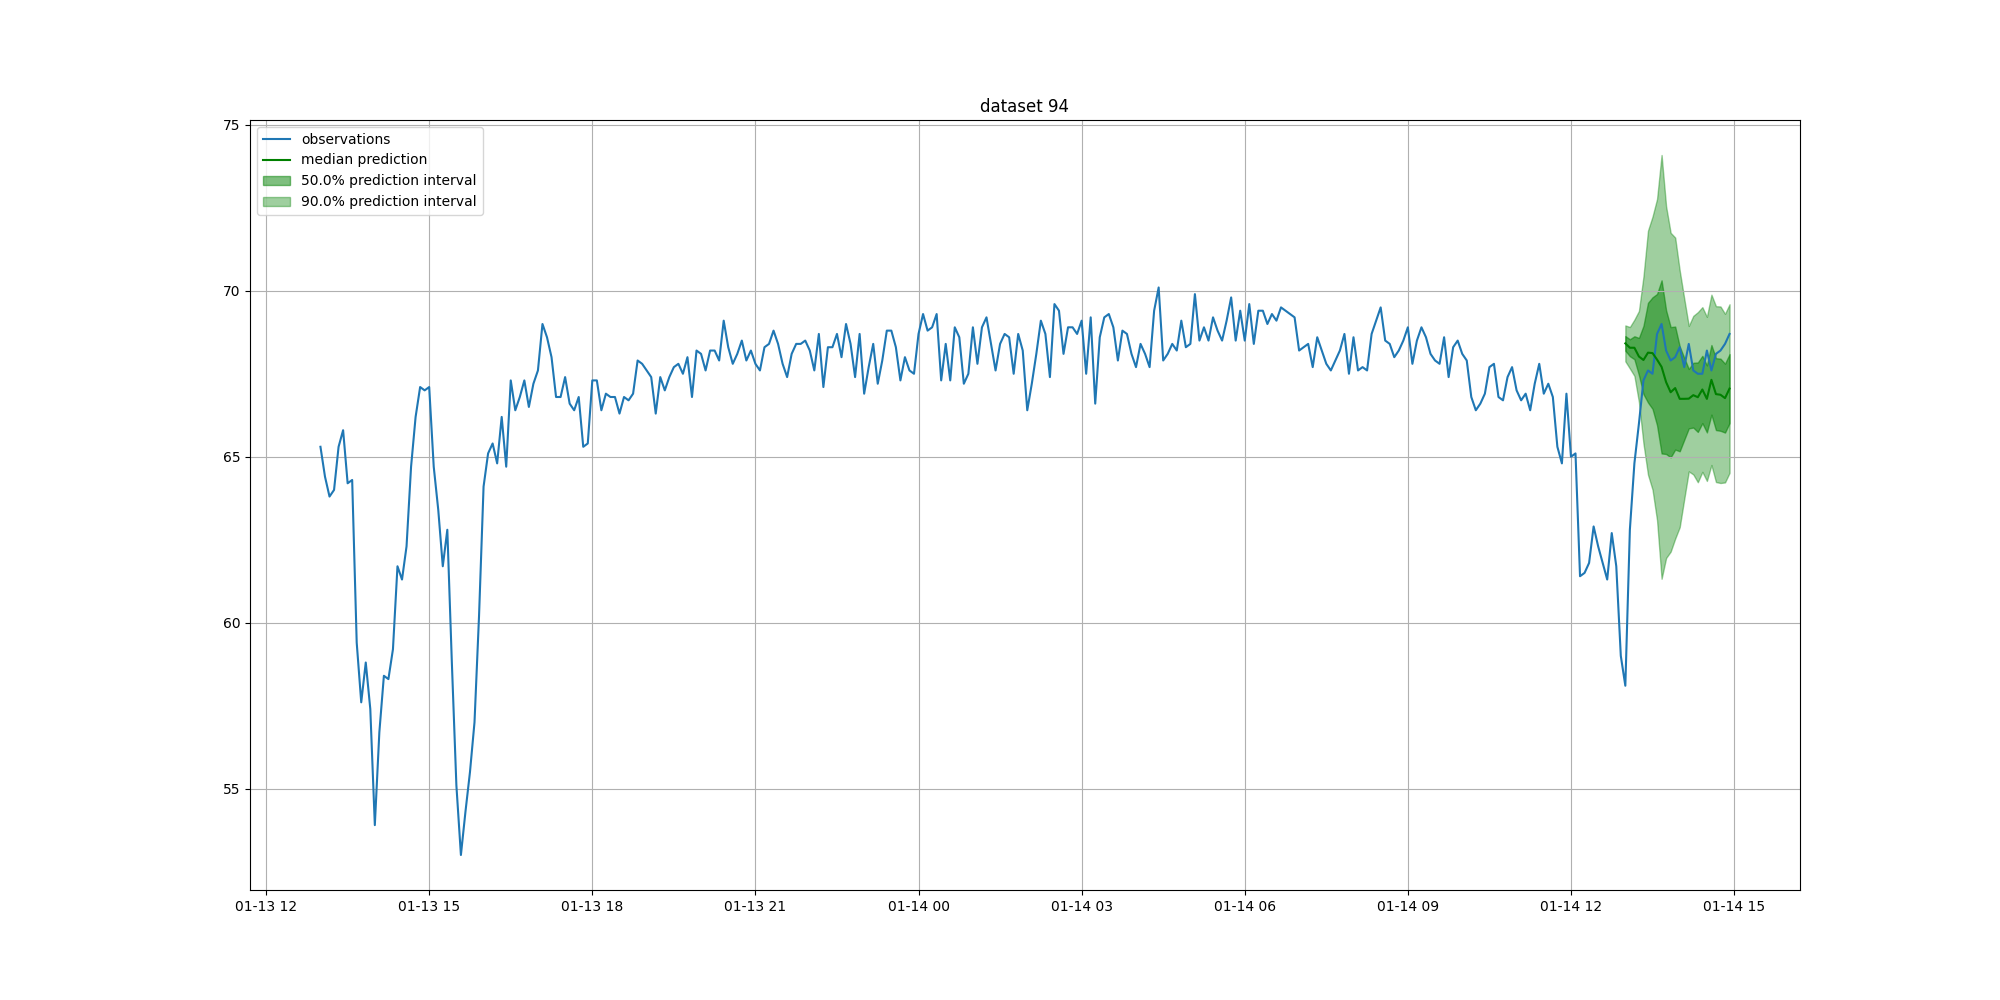 dataset 94
75
observations
median prediction
50.0% prediction interval
90.0% prediction interval
70
65
60
55
01-13 12 01-13 15 01-13 18 01-13 21 01-14 00 01-14 03 01-14 06 01-14 09 01-14 12 01-14 15